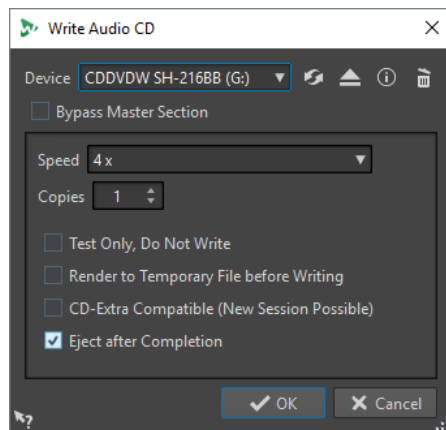 Write Audio CD
Device CDDVDW SH-216BB (G:)
Bypass Master Section
Speed 4 x
Copies 1
Test Only, Do Not Write
Render to Temporary File before Writing
CD-Extra Compatible (New Session Possible)
Eject after Completion
OK Cancel
?